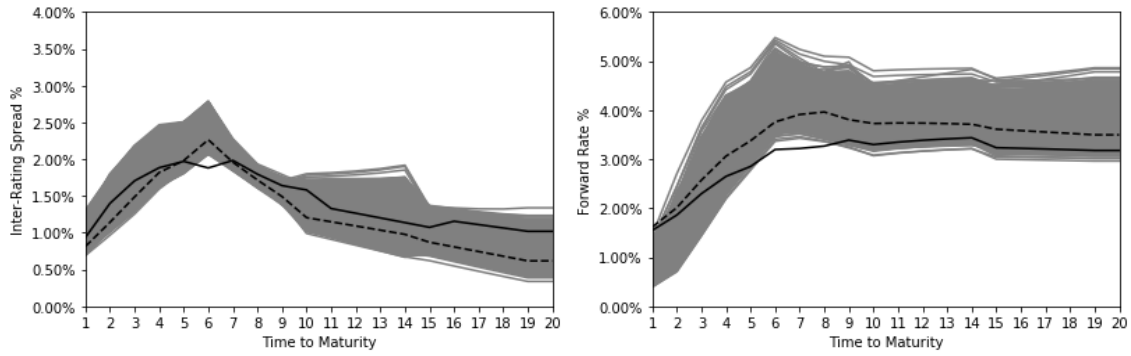 4.00%
3.50%
3.00%
2.50%
2.00%
1.50%
1.00%
0.50%
0.00%
Inter-Rating Spread %
1 2 3 4 5 6 7 8 9 10 11 12 13 14 15 16 17 18 19 20
Time to Maturity
6.00%
5.00%
4.00%
3.00%
2.00%
1.00%
0.00%
Forward Rate %
1 2 3 4 5 6 7 8 9 10 11 12 13 14 15 16 17 18 19 20
Time to Maturity